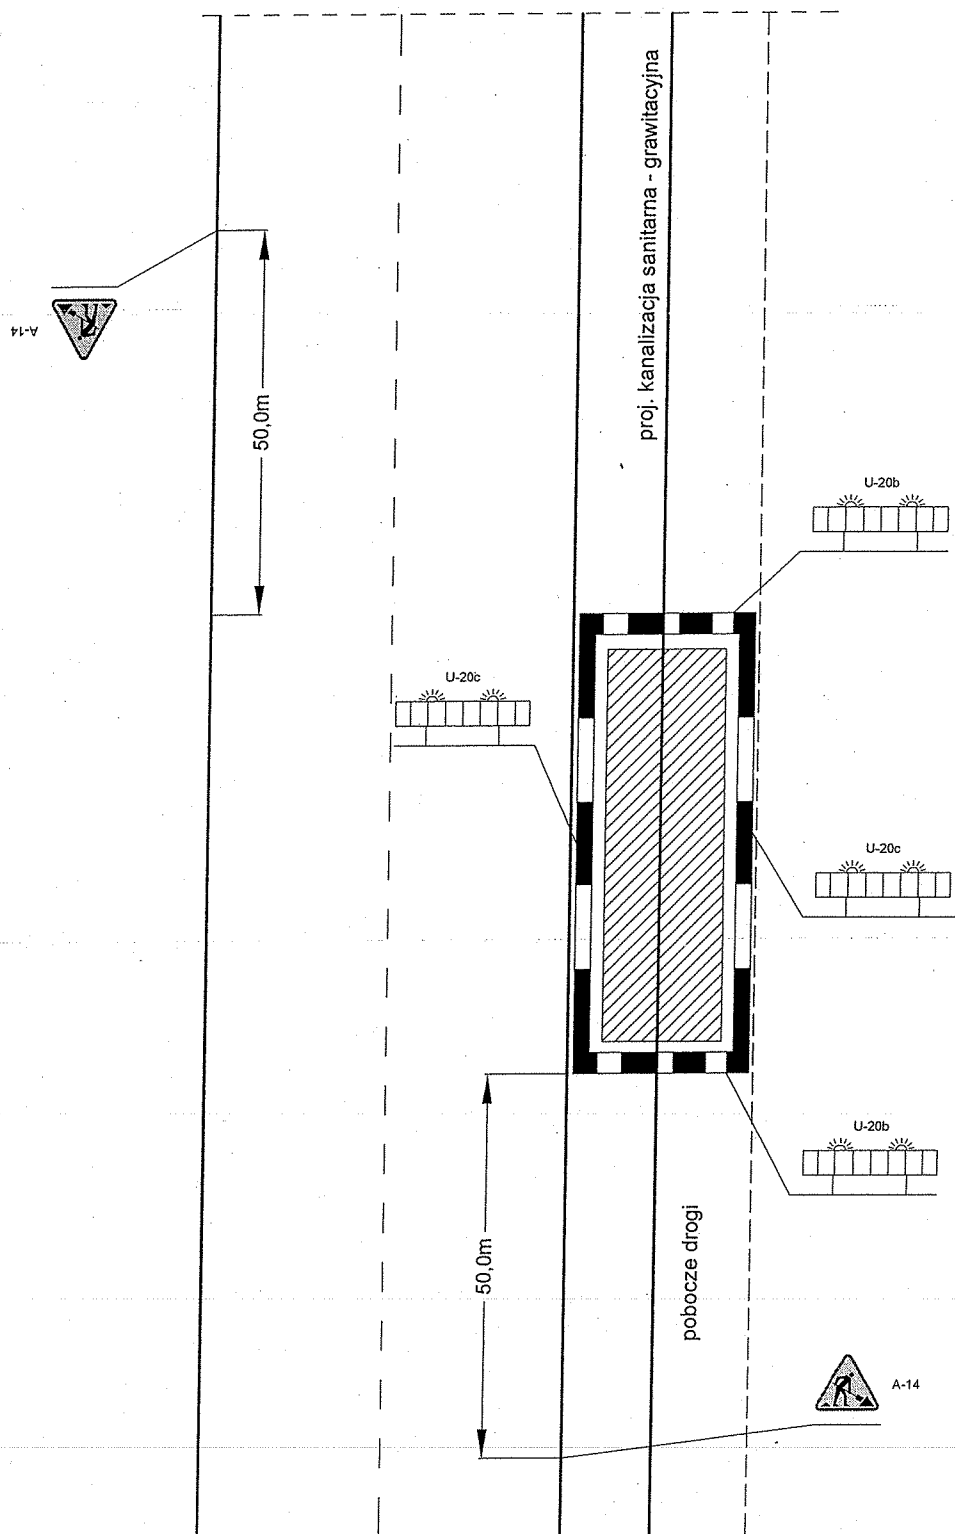 proj. kanalizacja sanitarna - grawitacyjna
A-14
50,0m
U-20b
U-20c
U-20c
U-20b
50,0m
pobocze drogi
A-14